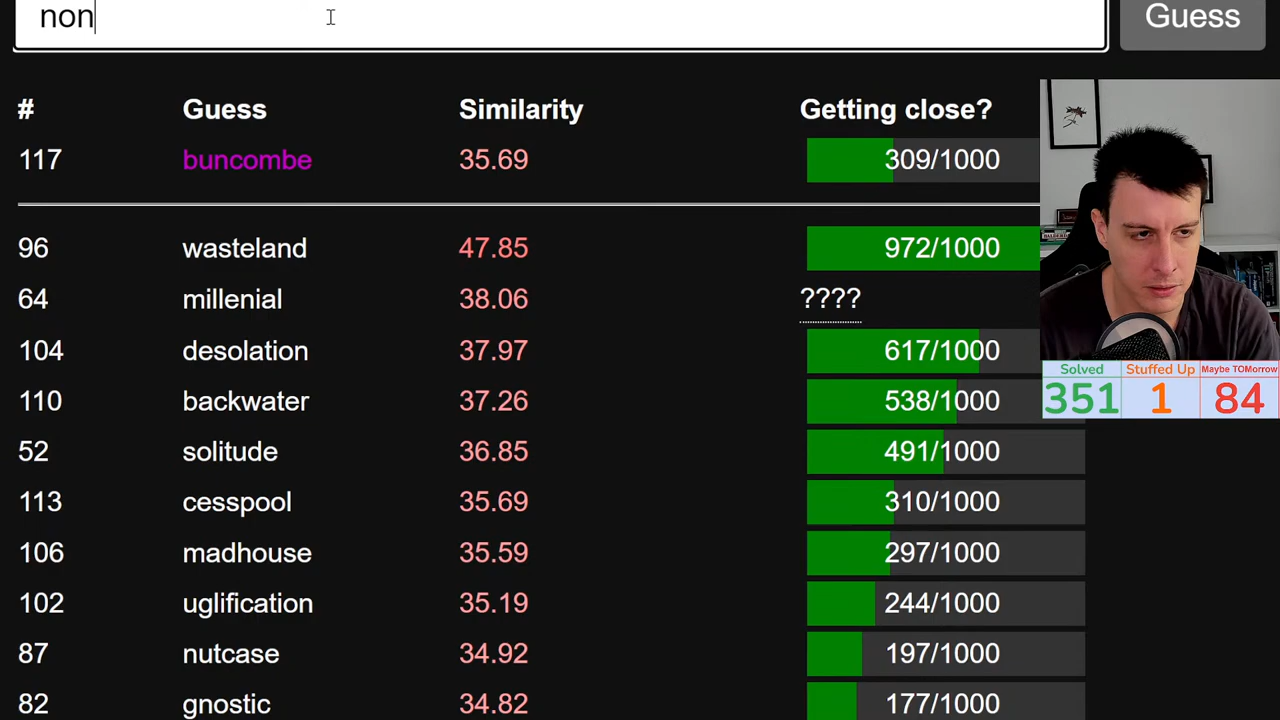 non
Guess
# Guess Similarity Getting close?
117 buncombe 35.69 309/1000
96 wasteland 47.85 972/1000
64 millenial 38.06 ????
104 desolation 37.97 617/1000
110 backwater 37.26 538/1000
52 solitude 36.85 491/1000
113 cesspool 35.69 310/1000
106 madhouse 35.59 297/1000
102 uglification 35.19 244/1000
87 nutcase 34.92 197/1000
82 gnostic 34.82 177/1000
Solved Stuffed Up Maybe TOMorrow
351 1 84